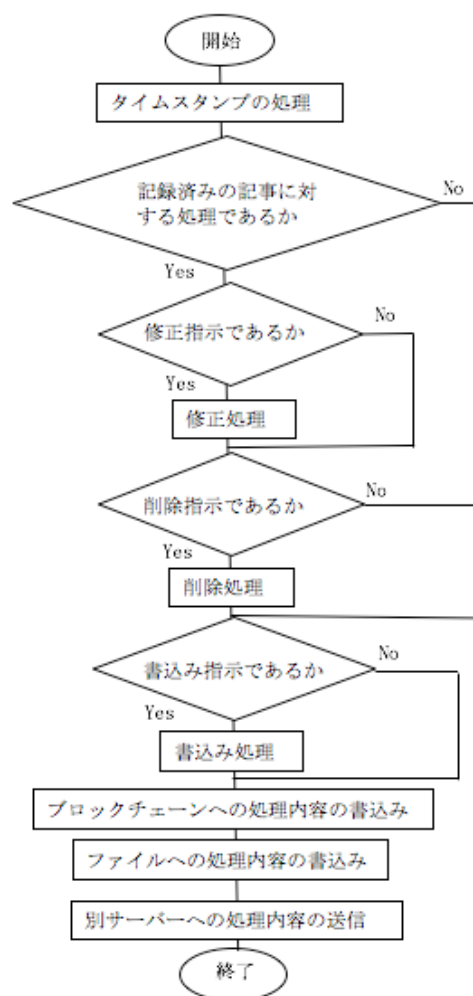 開始
タイムスタンプの処理
記録済みの記事に対
する処理であるか
No
Yes
修正指示であるか
No
Yes
修正処理
削除指示であるか
No
Yes
削除処理
書込み指示であるか
No
Yes
書込み処理
ブロックチェーンへの処理内容の書込み
ファイルへの処理内容の書込み
別サーバーへの処理内容の送信
終了